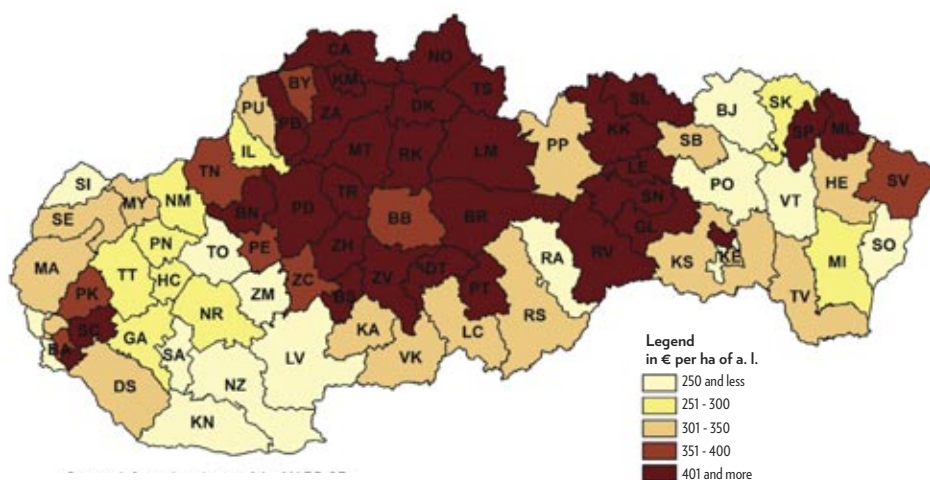 CA
NO
KM
TS
BY
PU
PB
ZA
DK
IL
MT
RK
LM
TN
SL
KK
PP
SB
BJ
SK
SP
ML
LE
SI
SE
MY
NM
BN
PD
TR
BB
BR
SN
GL
PO
VT
HE
SV
PN
TO
PE
ZH
MA
TT
HC
ZM
ZC
BS
ZV
DT
PT
RA
RV
KS
KE
MI
SO
PK
SC
BA
GA
NR
SA
LV
KA
VK
LC
RS
TV
DS
NZ
KN
Legend
in € per ha of a. l.
250 and less
251 - 300
301 - 350
351 - 400
401 and more